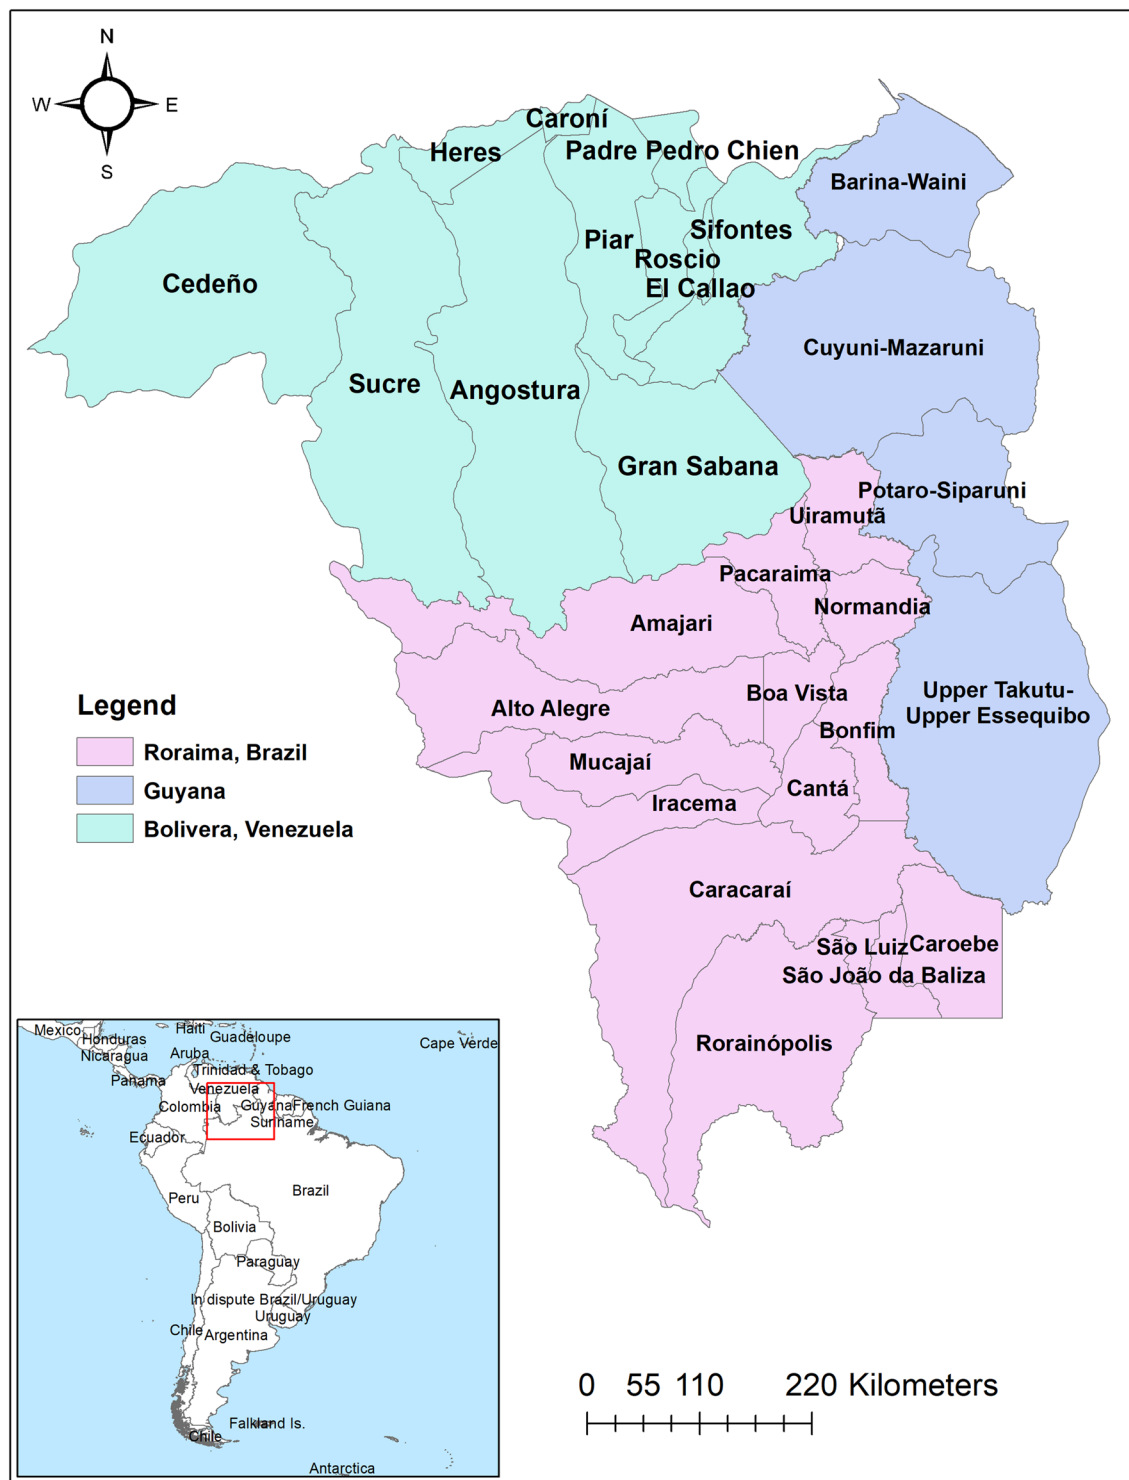 N
W E
S
Caroní
Heres
Padre Pedro Chien
Barina-Waini
Sifontes
Piar
Roscio
Cedeño
El Callao
Cuyuni-Mazaruni
Sucre
Angostura
Gran Sabana
Potaro-Siparuni
Uiramutã
Pacaraima
Normandia
Amajari
Upper Takutu-
Upper Essequibo
Boa Vista
Alto Alegre
Bonfim
Mucajaí
Cantá
Iracema
Caracaraí
São Luiz
Caroebe
São João da Baliza
Rorainópolis
Legend
Roraima, Brazil
Guyana
Bolivera, Venezuela
Mexico
Haiti
Honduras
Guadeloupe
Cape Verde
Nicaragua
Aruba
Trinidad & Tobago
Panama
Venezuela
Colombia
Guyana
French Guiana
Suriname
Ecuador
Peru
Brazil
Bolivia
Paraguay
In dispute Brazil/Uruguay
Uruguay
Chile
Argentina
Falkland Is.
Chile
Antarctica
0 55 110 220 Kilometers